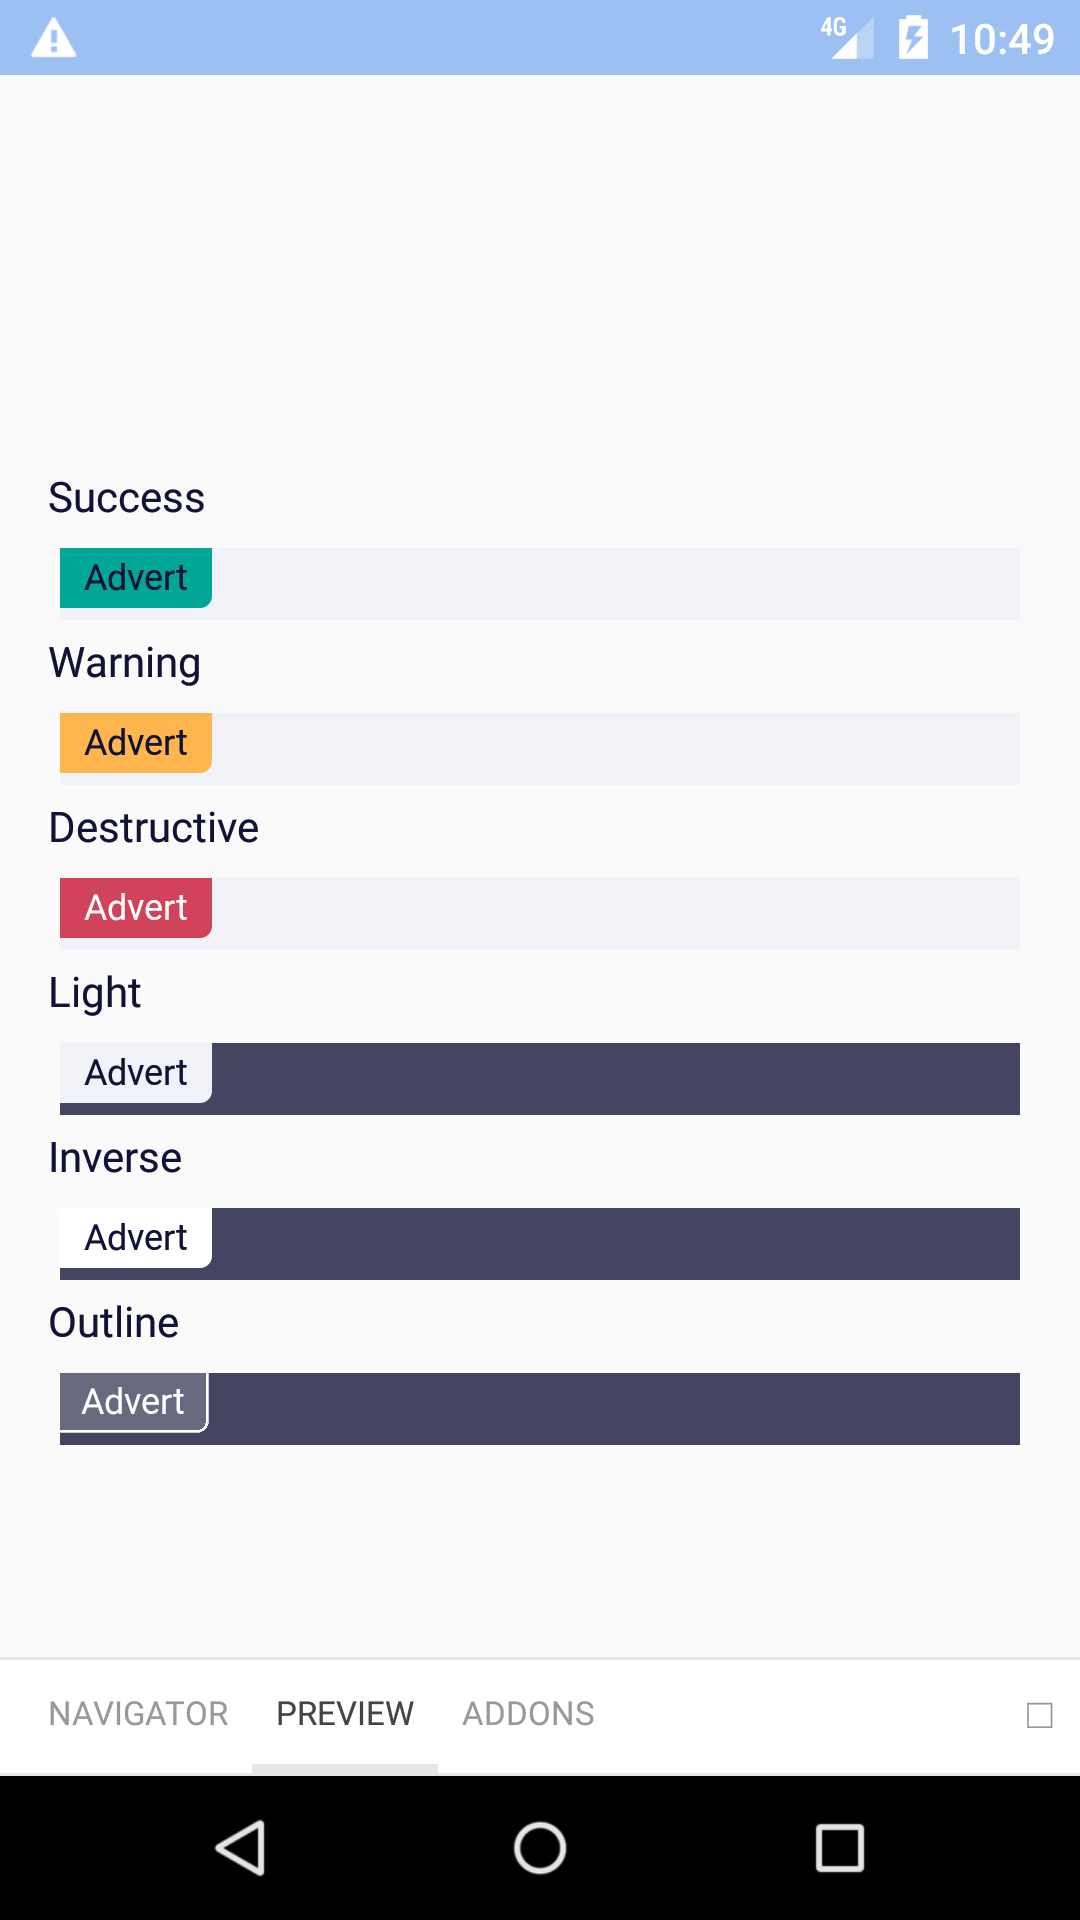 4G 10:49
Success
Advert
Warning
Advert
Destructive
Advert
Light
Advert
Inverse
Advert
Outline
Advert
NAVIGATOR PREVIEW ADDONS